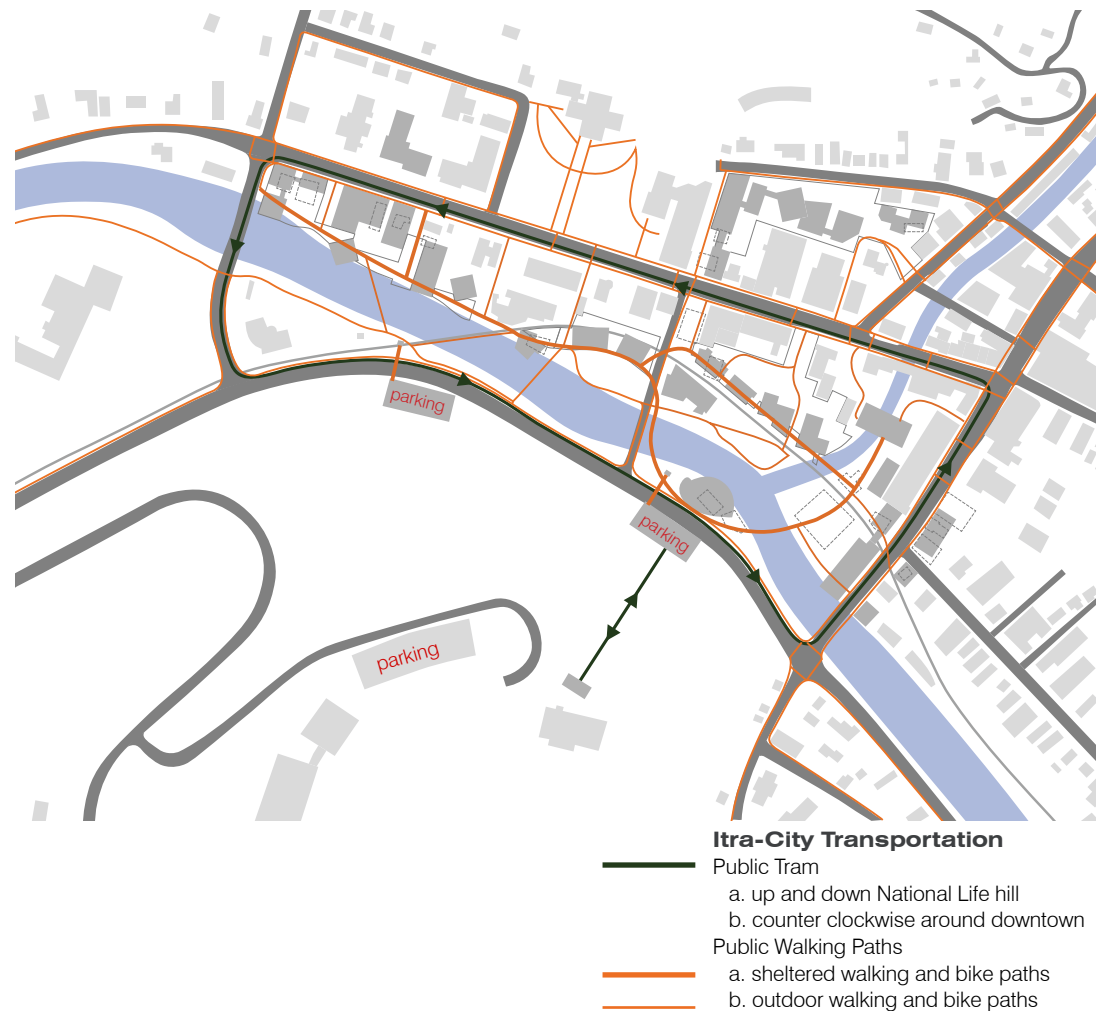 parking
parking
parking
Itra-City Transportation
Public Tram
a. up and down National Life hill
b. counter clockwise around downtown
Public Walking Paths
a. sheltered walking and bike paths
b. outdoor walking and bike paths